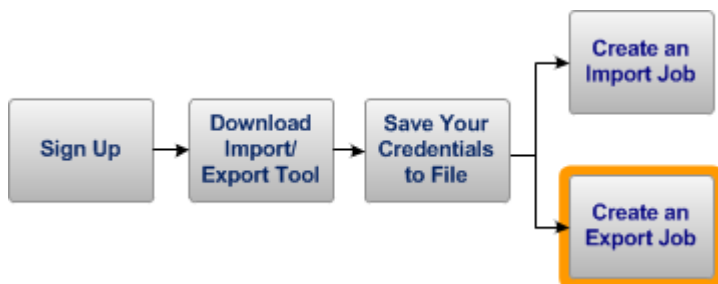 Sign Up
Download
Import/
Export Tool
Save Your
Credentials
to File
Create an
Import Job
Create an
Export Job